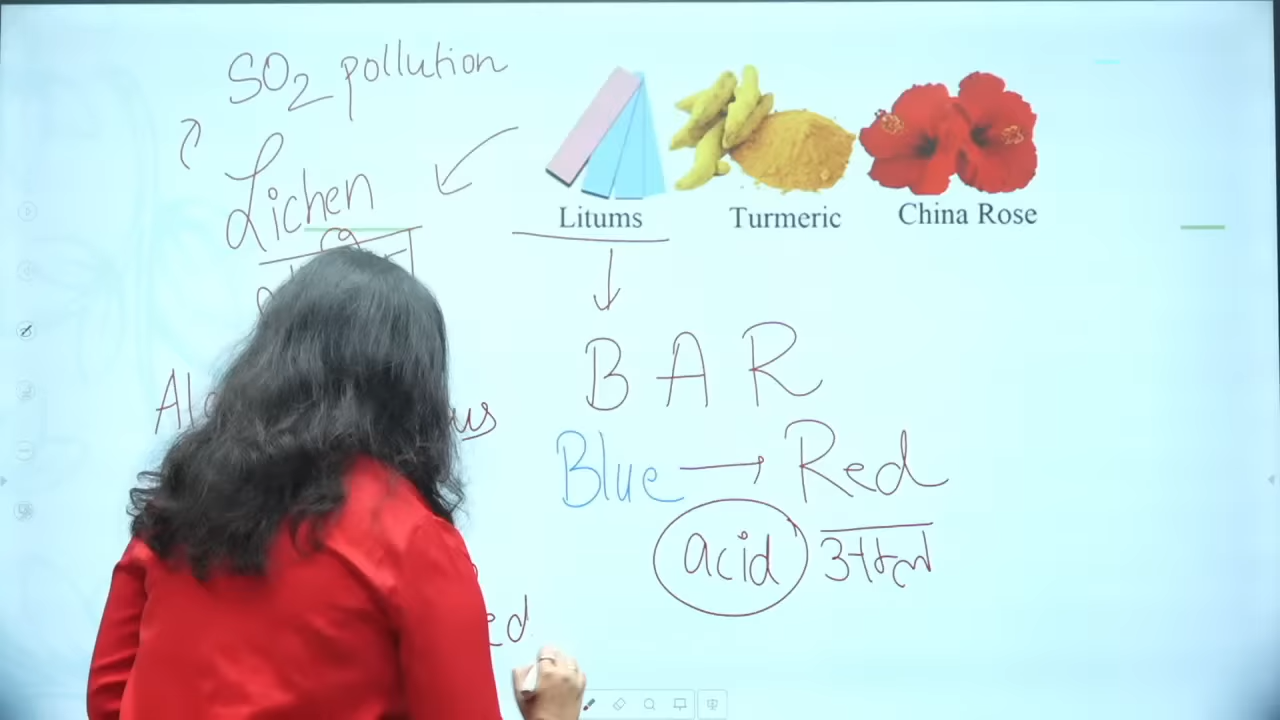 SO2 pollution
Lichen
Litums Turmeric China Rose
B A R
Blue → Red
acid अम्ल